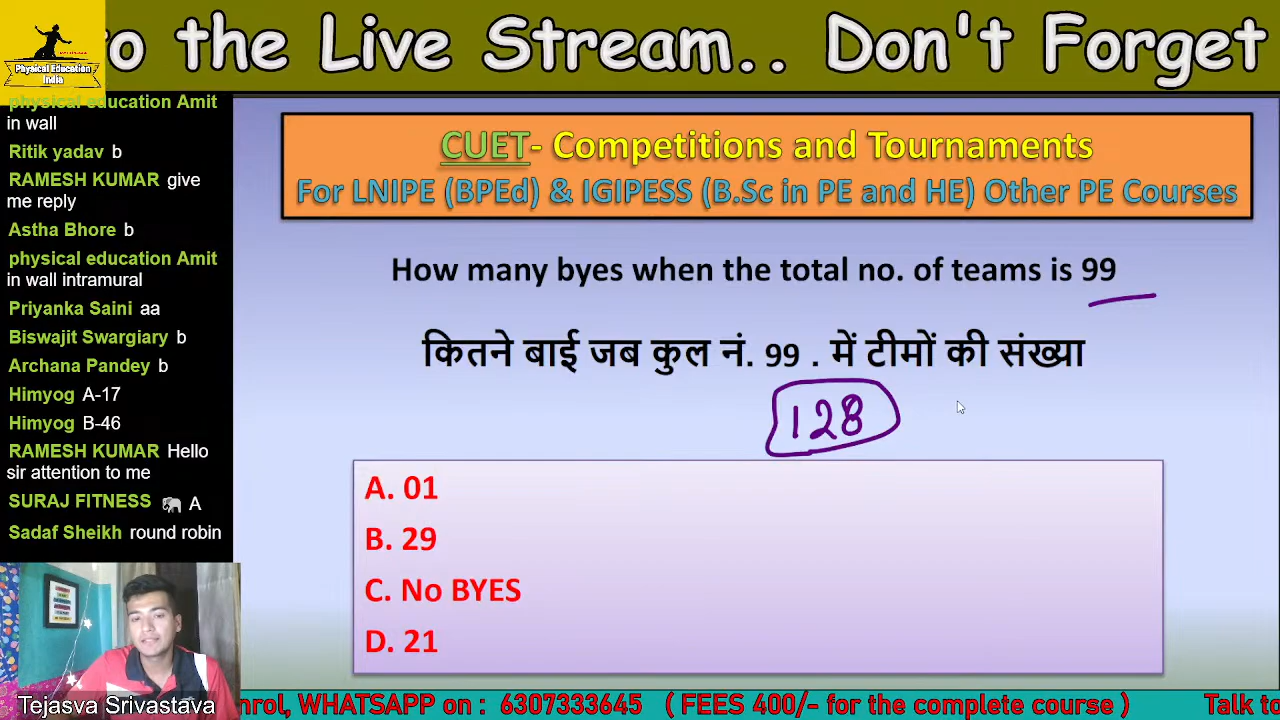 to the Live Stream.. Don't Forget
Physical Education
India
physical education Amit
in wall
Ritik yadav b
RAMESH KUMAR give
me reply
Astha Bhore b
physical education Amit
in wall intramural
Priyanka Saini aa
Biswajit Swargiary b
Archana Pandey b
Himyog A-17
Himyog B-46
RAMESH KUMAR Hello
sir attention to me
SURAJ FITNESS 🐘 A
Sadaf Sheikh round robin
CUET- Competitions and Tournaments
For LNIPE (BPEd) & IGIPESS (B.Sc in PE and HE) Other PE Courses
How many byes when the total no. of teams is 99
कितने बाई जब कुल नं. 99 . में टीमों की संख्या
128
A. 01
B. 29
C. No BYES
D. 21
Tejasva Srivastava
nrol, WHATSAPP on : 6307333645 ( FEES 400/- for the complete course ) Talk to